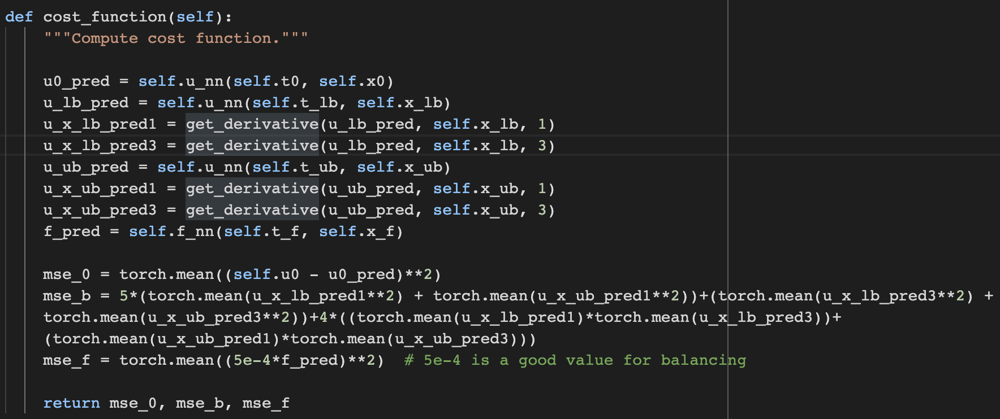 def cost_function(self):
"""Compute cost function."""
u0_pred = self.u_nn(self.t0, self.x0)
u_lb_pred = self.u_nn(self.t_lb, self.x_lb)
u_x_lb_pred1 = get_derivative(u_lb_pred, self.x_lb, 1)
u_x_lb_pred3 = get_derivative(u_lb_pred, self.x_lb, 3)
u_ub_pred = self.u_nn(self.t_ub, self.x_ub)
u_x_ub_pred1 = get_derivative(u_ub_pred, self.x_ub, 1)
u_x_ub_pred3 = get_derivative(u_ub_pred, self.x_ub, 3)
f_pred = self.f_nn(self.t_f, self.x_f)
mse_0 = torch.mean((self.u0 - u0_pred)**2)
mse_b = 5*(torch.mean(u_x_lb_pred1**2) + torch.mean(u_x_ub_pred1**2))+(torch.mean(u_x_lb_pred3**2) +
torch.mean(u_x_ub_pred3**2))+4*((torch.mean(u_x_lb_pred1)*torch.mean(u_x_lb_pred3))+
(torch.mean(u_x_ub_pred1)*torch.mean(u_x_ub_pred3)))
mse_f = torch.mean((5e-4*f_pred)**2)  # 5e-4 is a good value for balancing
return mse_0, mse_b, mse_f